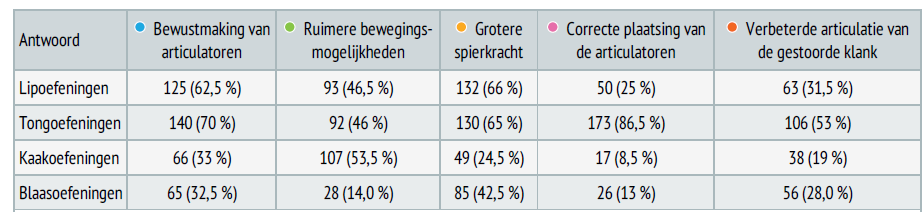 Antwoord Bewustmaking van articulatoren Ruimere bewegings-mogelijkheden Grotere spierkracht Correcte plaatsing van de articulatoren Verbeterde articulatie van de gestoorde klank
Lipoefeningen 125 (62,5 %) 93 (46,5 %) 132 (66 %) 50 (25 %) 63 (31,5 %)
Tongoefeningen 140 (70 %) 92 (46 %) 130 (65 %) 173 (86,5 %) 106 (53 %)
Kaakoefeningen 66 (33 %) 107 (53,5 %) 49 (24,5 %) 17 (8,5 %) 38 (19 %)
Blaasoefeningen 65 (32,5 %) 28 (14,0 %) 85 (42,5 %) 26 (13 %) 56 (28,0 %)